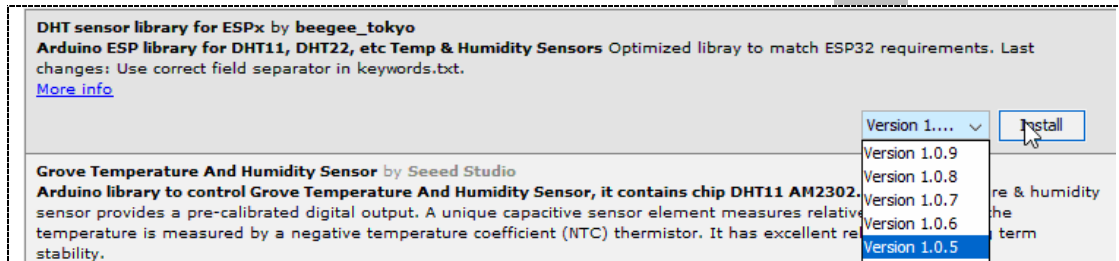 DHT sensor library for ESPx by beegee_tokyo
Arduino ESP library for DHT11, DHT22, etc Temp & Humidity Sensors Optimized libray to match ESP32 requirements. Last
changes: Use correct field separator in keywords.txt.
More info
Version 1.... Install
Version 1.0.9
Version 1.0.8
Version 1.0.7
Version 1.0.6
Version 1.0.5
Grove Temperature And Humidity Sensor by Seeed Studio
Arduino library to control Grove Temperature And Humidity Sensor, it contains chip DHT11 AM2302. & humidity
sensor provides a pre-calibrated digital output. A unique capacitive sensor element measures the
temperature is measured by a negative temperature coefficient (NTC) thermistor. It has excellent term
stability.